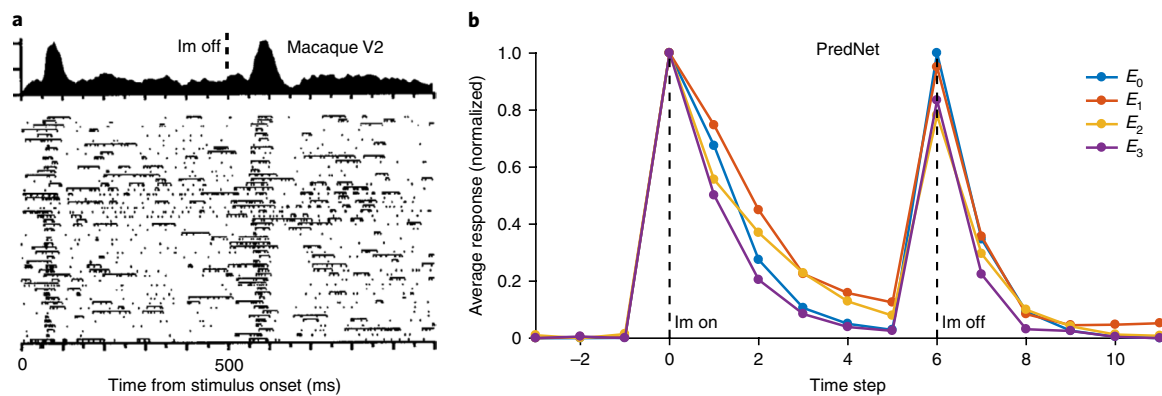 a
Im off
Macaque V2
500
Time from stimulus onset (ms)
b
PredNet
1.0
0.8
0.6
0.4
0.2
0
Average response (normalized)
Im on
Im off
–2
0
2
4
6
8
10
Time step
E0
E1
E2
E3